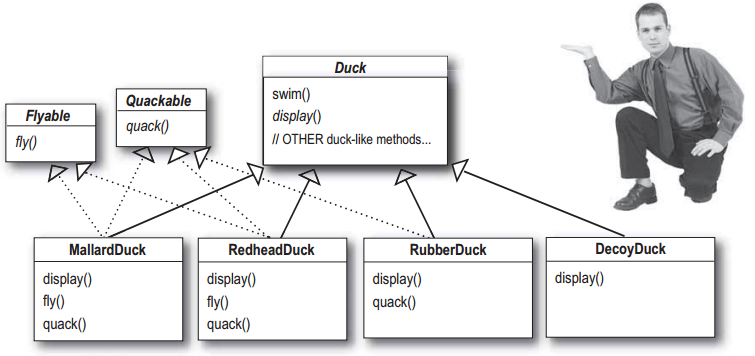 Duck
swim()
display()
// OTHER duck-like methods...
Flyable
fly()
Quackable
quack()
MallardDuck
display()
fly()
quack()
RedheadDuck
display()
fly()
quack()
RubberDuck
display()
quack()
DecoyDuck
display()